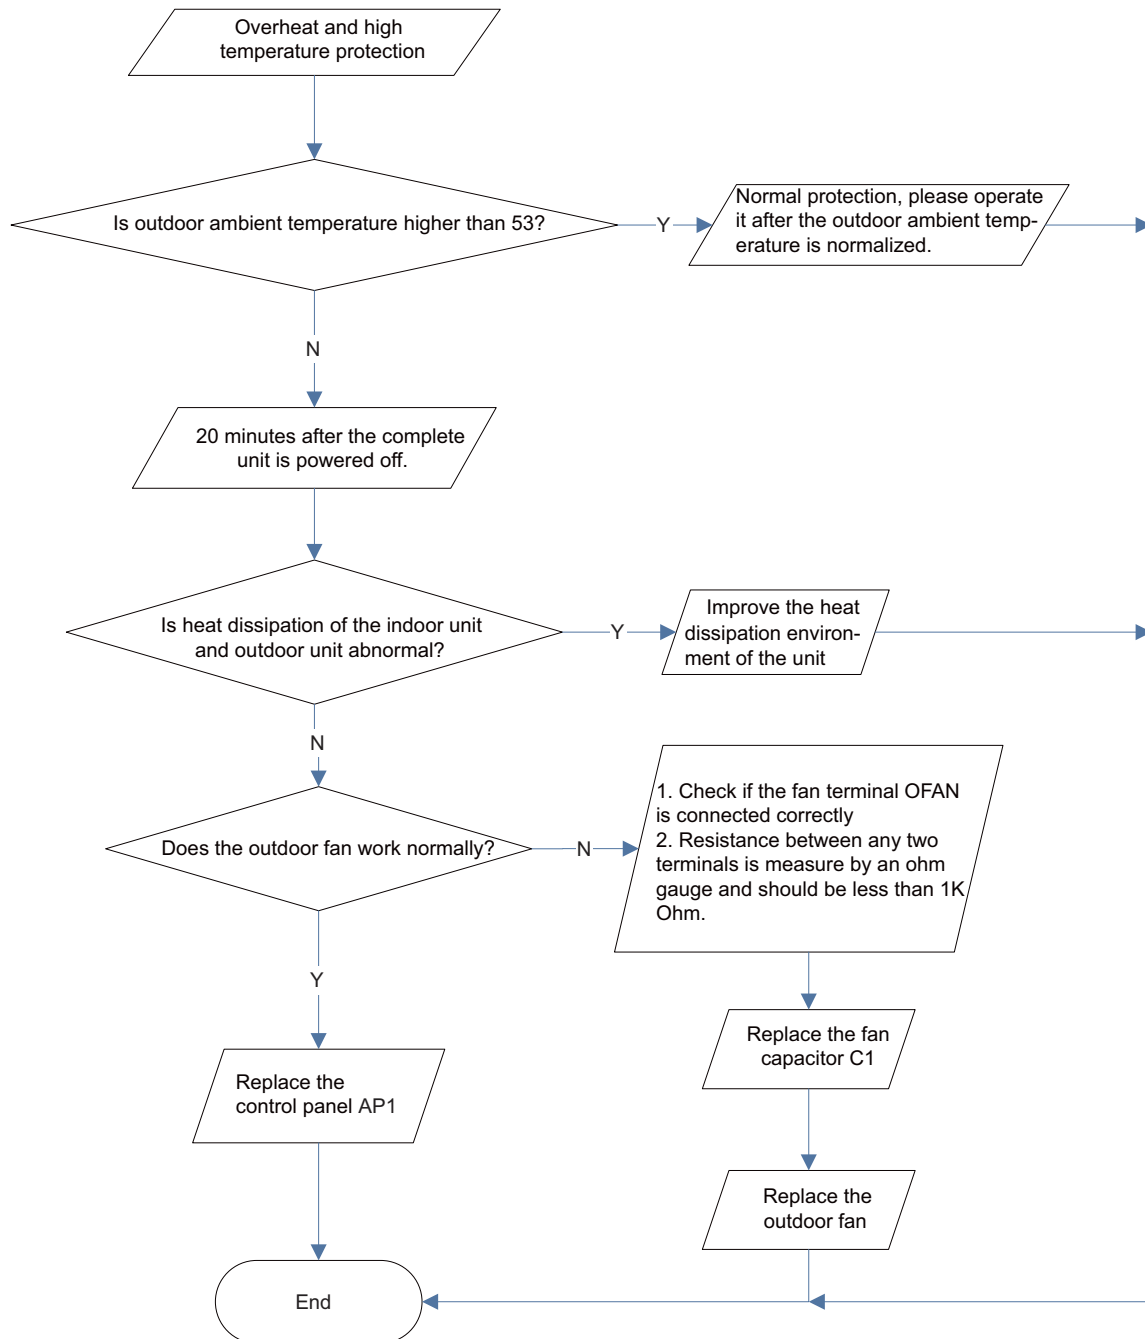 Overheat and high
temperature protection
Is outdoor ambient temperature higher than 53?
Y
Normal protection, please operate
it after the outdoor ambient temp-
erature is normalized.
N
20 minutes after the complete
unit is powered off.
Is heat dissipation of the indoor unit
and outdoor unit abnormal?
Y
Improve the heat
dissipation environ-
ment of the unit
N
Does the outdoor fan work normally?
N
1. Check if the fan terminal OFAN
is connected correctly
2. Resistance between any two
terminals is measure by an ohm
gauge and should be less than 1K
Ohm.
Y
Replace the fan
capacitor C1
Replace the
control panel AP1
Replace the
outdoor fan
End